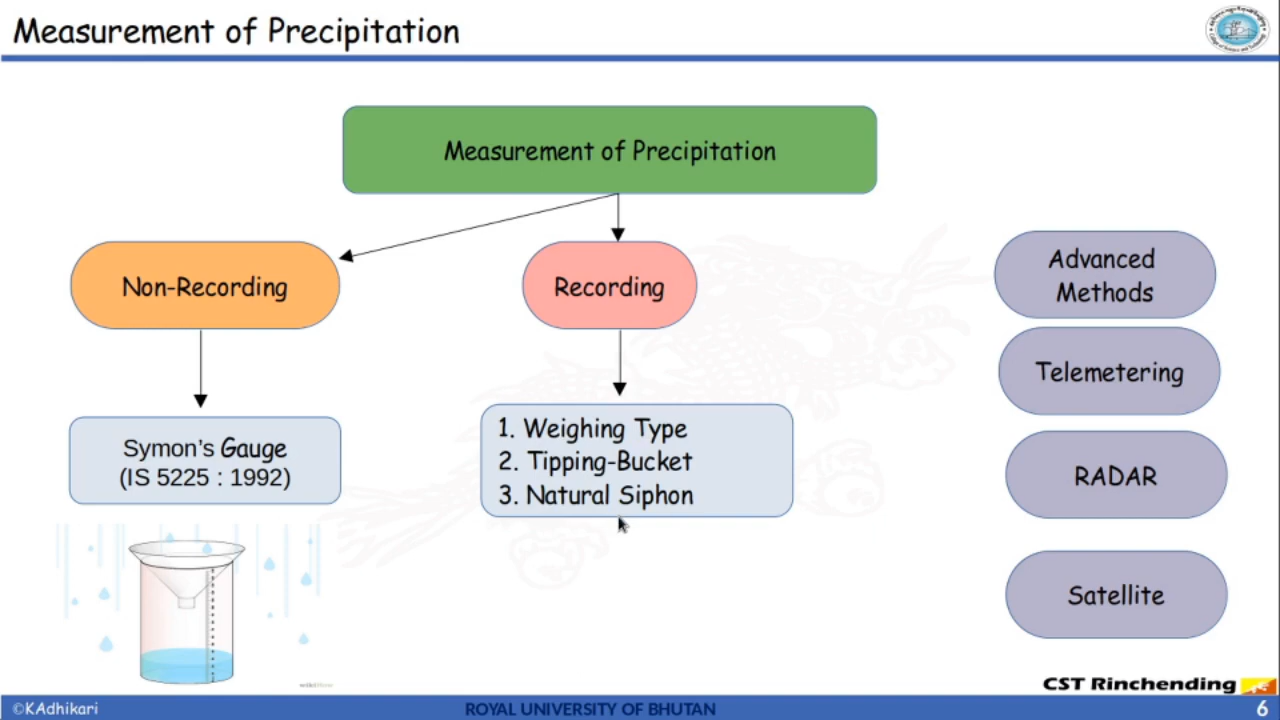 Measurement of Precipitation
Measurement of Precipitation
Non-Recording
Recording
Advanced
Methods
Telemetering
RADAR
Satellite
Symon's Gauge
(IS 5225 : 1992)
1. Weighing Type
2. Tipping-Bucket
3. Natural Siphon
CST Rinchending
©KAdhikari
ROYAL UNIVERSITY OF BHUTAN
6